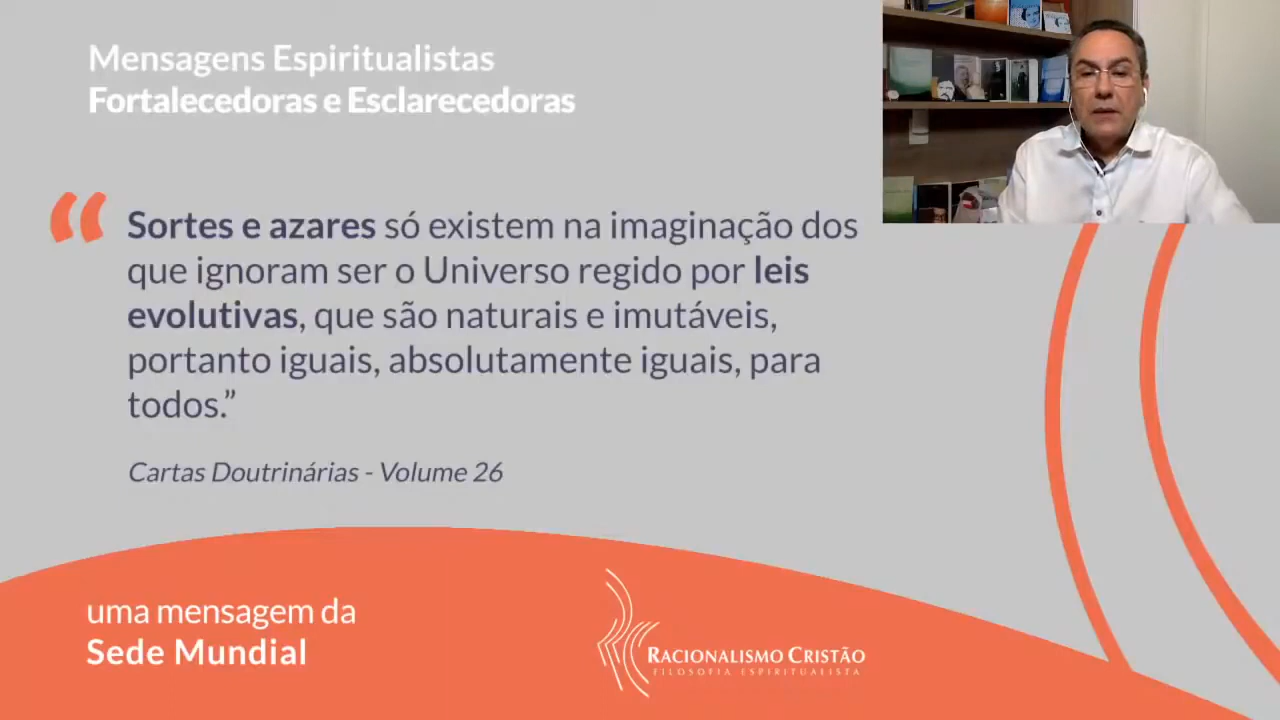 Mensagens Espiritualistas
Fortalecedoras e Esclarecedoras
“
Sortes e azares só existem na imaginação dos
que ignoram ser o Universo regido por leis
evolutivas, que são naturais e imutáveis,
portanto iguais, absolutamente iguais, para
todos.”
Cartas Doutrinárias - Volume 26
uma mensagem da
Sede Mundial
Racionalismo Cristão
FILOSOFIA ESPIRITUALISTA